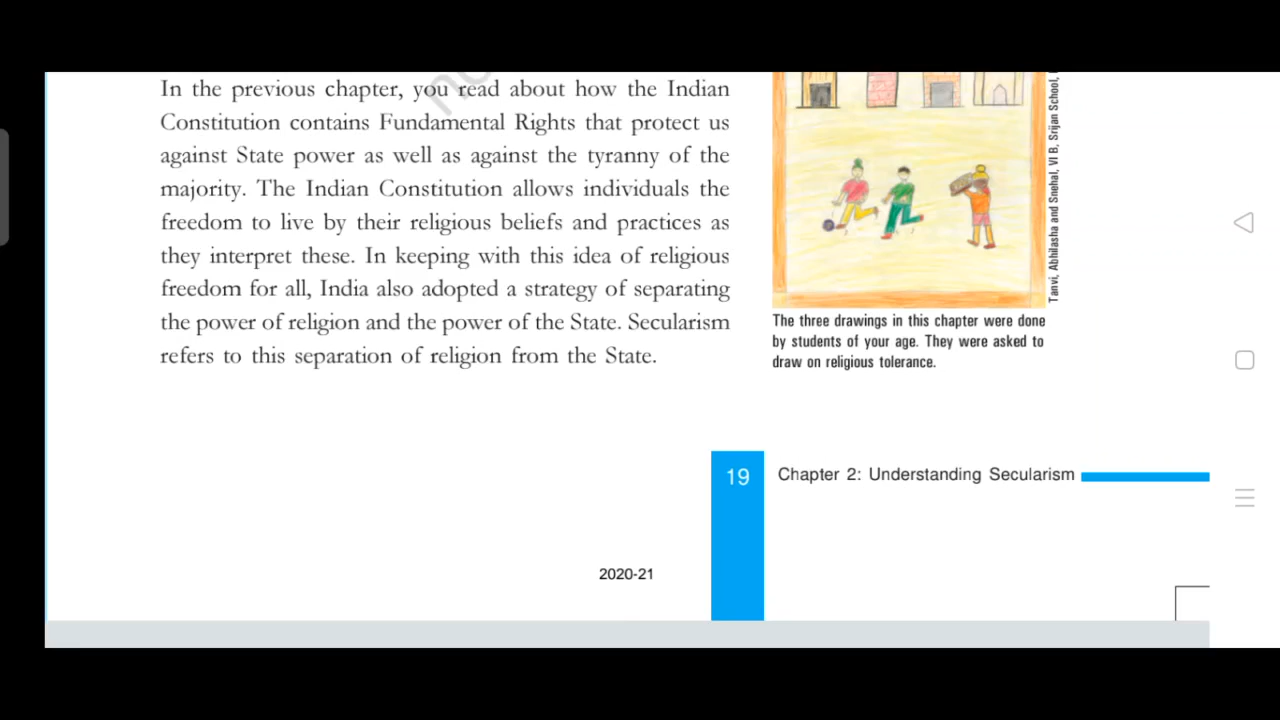 In the previous chapter, you read about how the Indian
Constitution contains Fundamental Rights that protect us
against State power as well as against the tyranny of the
majority. The Indian Constitution allows individuals the
freedom to live by their religious beliefs and practices as
they interpret these. In keeping with this idea of religious
freedom for all, India also adopted a strategy of separating
the power of religion and the power of the State. Secularism
refers to this separation of religion from the State.
Tanvi, Abhilasha and Snehal, VI B, Srijan School,
The three drawings in this chapter were done
by students of your age. They were asked to
draw on religious tolerance.
19 Chapter 2: Understanding Secularism
2020-21